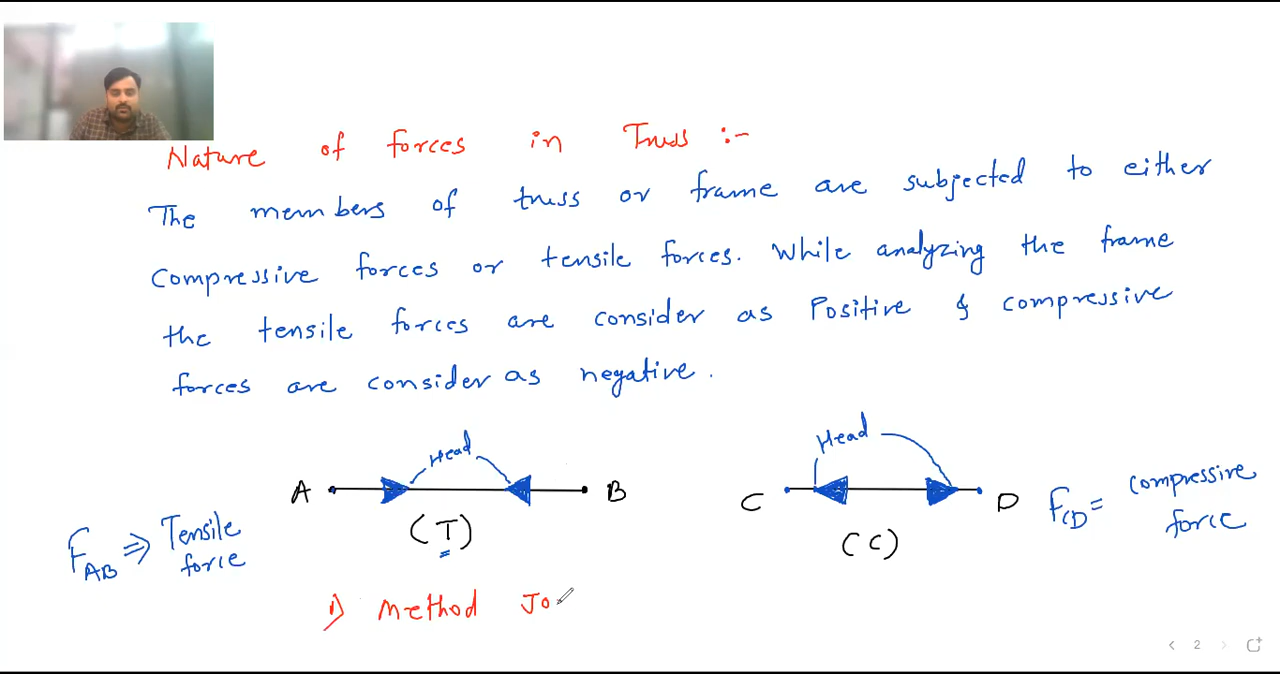 Nature of forces in Truss :-
The members of truss or frame are subjected to either
compressive forces or tensile forces. While analyzing the frame
the tensile forces are consider as Positive & compressive
forces are consider as negative.
Head
Head
A B
C D
(T)
(C)
F_AB ⇒ Tensile
force
F_CD = compressive
force
1) Method Jo
2